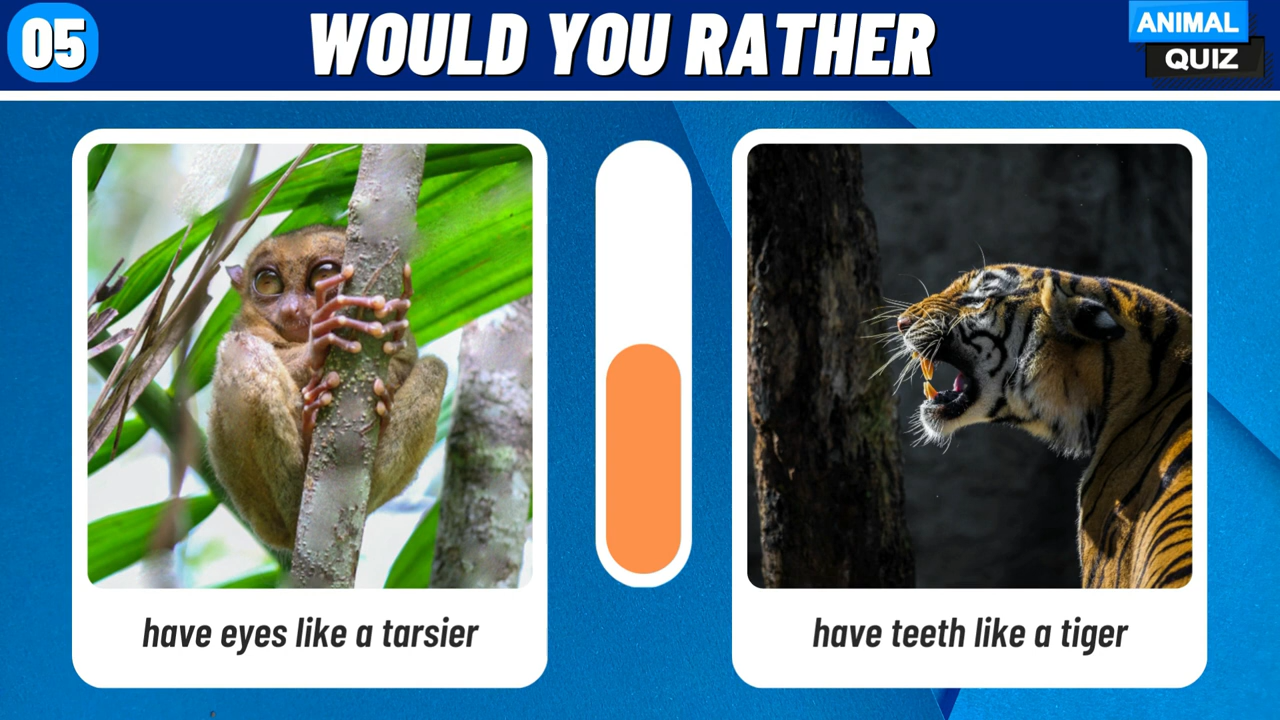 05
WOULD YOU RATHER
ANIMAL
QUIZ
have eyes like a tarsier
have teeth like a tiger